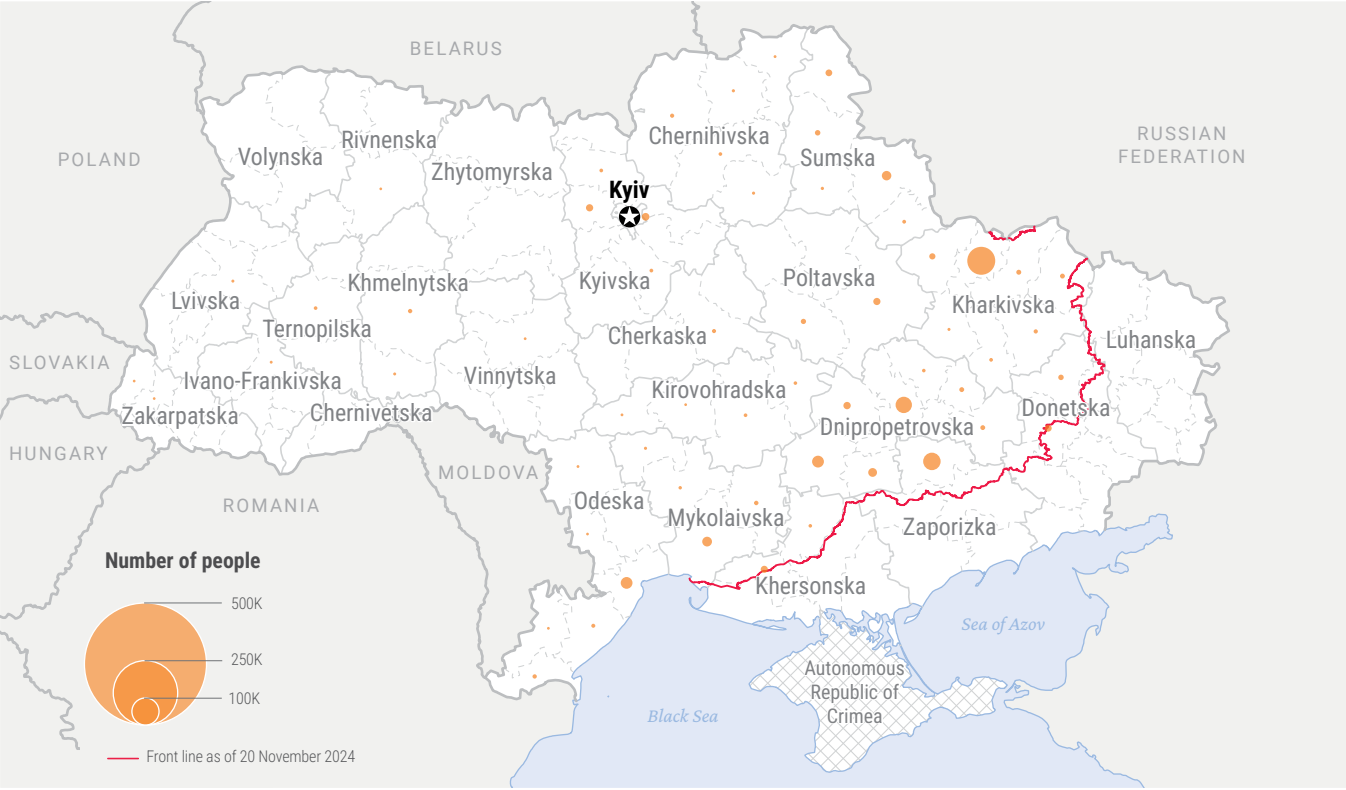 BELARUS
RUSSIAN
FEDERATION
POLAND
Rivnenska
Volynska
Chernihivska
Sumska
Zhytomyrska
Kyiv
Kyivska
Khmelnytska
Poltavska
Lvivska
Kharkivska
Ternopilska
Cherkaska
Luhanska
SLOVAKIA
Ivano-Frankivska
Vinnytska
Kirovohradska
Zakarpatska
Chernivetska
Donetska
Dnipropetrovska
HUNGARY
MOLDOVA
ROMANIA
Odeska
Mykolaivska
Zaporizka
Khersonska
Sea of Azov
Autonomous
Republic of
Crimea
Black Sea
Number of people
500K
250K
100K
Front line as of 20 November 2024